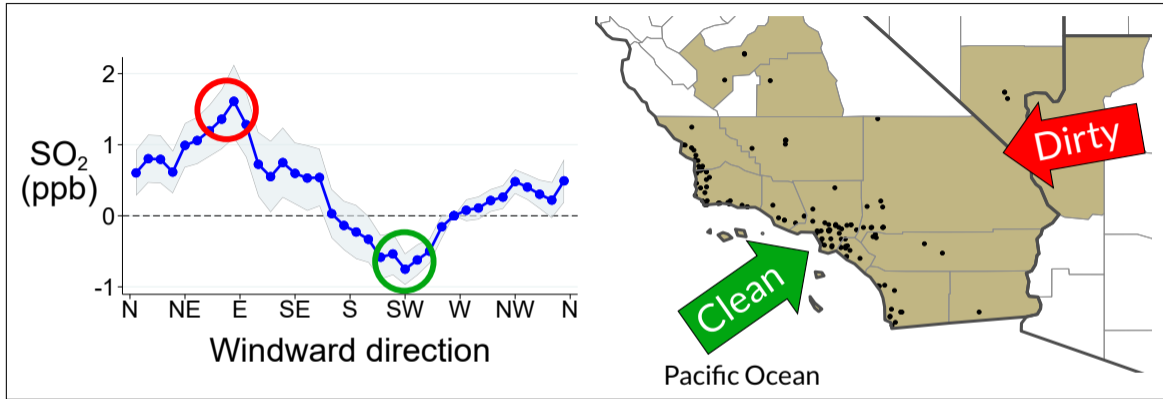 2
1
0
-1
SO₂
(ppb)
N NE E SE S SW W NW N
Windward direction
Dirty
Clean
Pacific Ocean